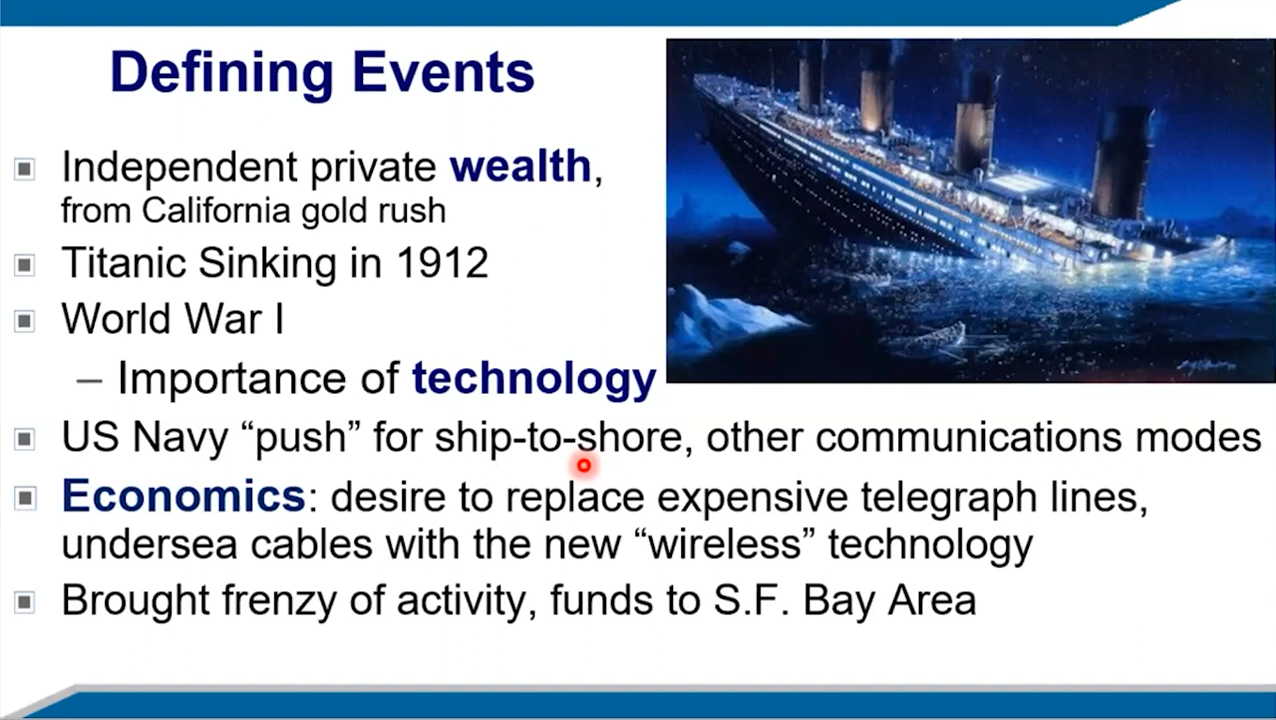 Defining Events
Independent private wealth,
from California gold rush
Titanic Sinking in 1912
World War I
– Importance of technology
US Navy “push” for ship-to-shore, other communications modes
Economics: desire to replace expensive telegraph lines,
undersea cables with the new “wireless” technology
Brought frenzy of activity, funds to S.F. Bay Area